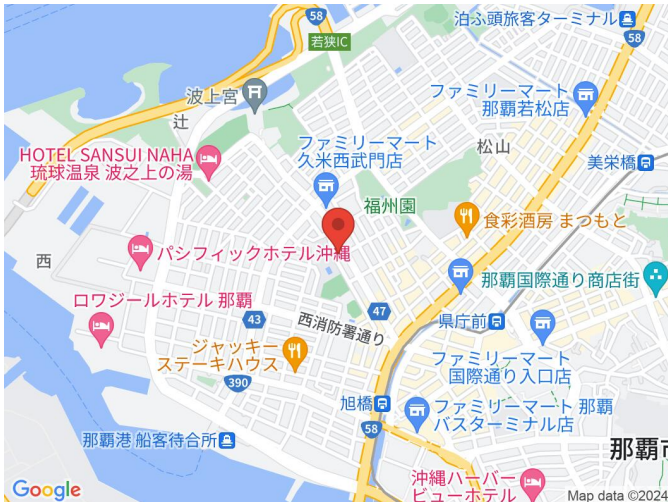 58
泊ふ頭旅客ターミナル
58
若狭IC
波上宮
ファミリーマート
那覇若松店
辻
ファミリーマート
久米西武門店
松山
HOTEL SANSUI NAHA
琉球温泉 波之上の湯
美栄橋
福州園
食彩酒房 まつもと
西
パシフィックホテル沖縄
那覇国際通り商店街
ロワジールホテル 那覇
47
43
西消防署通り
県庁前
ジャッキー
ステーキハウス
ファミリーマート
国際通り入口店
390
旭橋
ファミリーマート 那覇
バスターミナル店
58
那覇港 船客待合所
那覇市
沖縄ハーバー
ビューホテル
Google
Map data ©2024